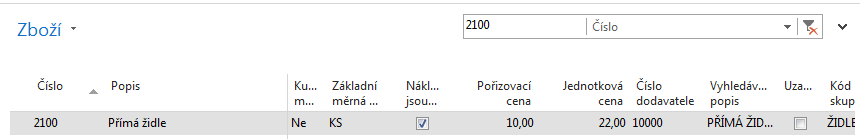 Zboží
2100 Číslo
Číslo Popis Ku... m... Základní měrná ... Nákl... jsou... Pořizovací cena Jednotková cena Číslo dodavatele Vyhledáv... popis Uza... Kód skup
2100 Přímá židle Ne KS 10,00 22,00 10000 PŘÍMÁ ŽID... ŽIDLE